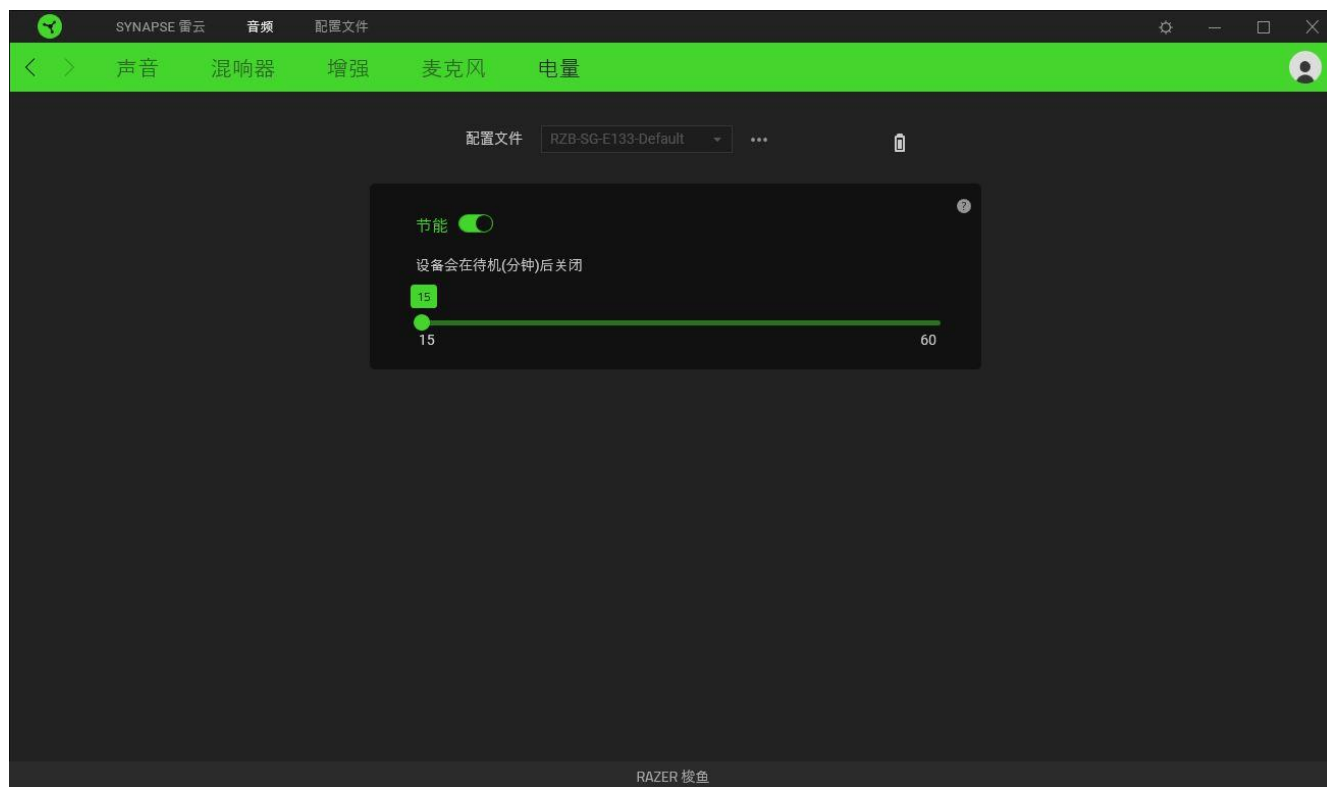 SYNAPSE 雷云 音频 配置文件
声音 混响器 增强 麦克风 电量
配置文件 RZB-SG-E133-Default
节能
?
设备会在待机(分钟)后关闭
15
15 60
RAZER 梭鱼